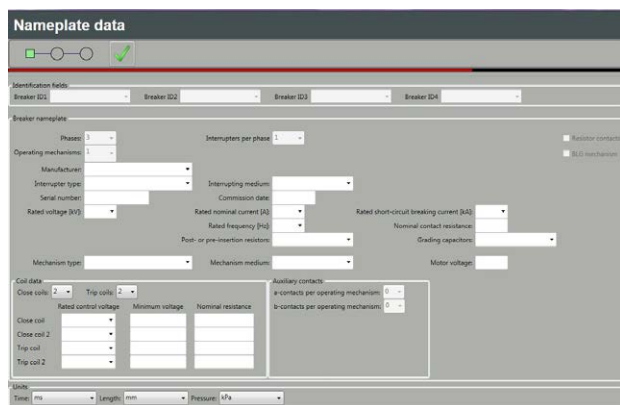 Nameplate data
Identification fields
Breaker ID1 Breaker ID2 Breaker ID3 Breaker ID4
Breaker nameplate
Phases: 3 Interrupters per phase 1 Resistor contacts
Operating mechanisms: 1 BLG mechanism
Manufacturer:
Interrupter type: Interrupting medium:
Serial number: Commission date:
Rated voltage [kV]: Rated nominal current [A]: Rated short-circuit breaking current [kA]:
Rated frequency [Hz]: Nominal contact resistance:
Post- or pre-insertion resistors: Grading capacitors:
Mechanism type: Mechanism medium: Motor voltage:
Coil data Auxiliary contacts
Close coils: 2 Trip coils: 2 a-contacts per operating mechanism: 0
Rated control voltage Minimum voltage Nominal resistance b-contacts per operating mechanism: 0
Close coil
Close coil 2
Trip coil
Trip coil 2
Units
Time: ms Length: mm Pressure: kPa